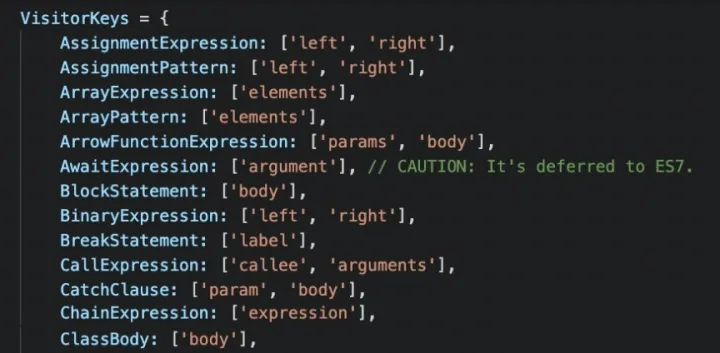 VisitorKeys = {
    AssignmentExpression: ['left', 'right'],
    AssignmentPattern: ['left', 'right'],
    ArrayExpression: ['elements'],
    ArrayPattern: ['elements'],
    ArrowFunctionExpression: ['params', 'body'],
    AwaitExpression: ['argument'], // CAUTION: It's deferred to ES7.
    BlockStatement: ['body'],
    BinaryExpression: ['left', 'right'],
    BreakStatement: ['label'],
    CallExpression: ['callee', 'arguments'],
    CatchClause: ['param', 'body'],
    ChainExpression: ['expression'],
    ClassBody: ['body'],